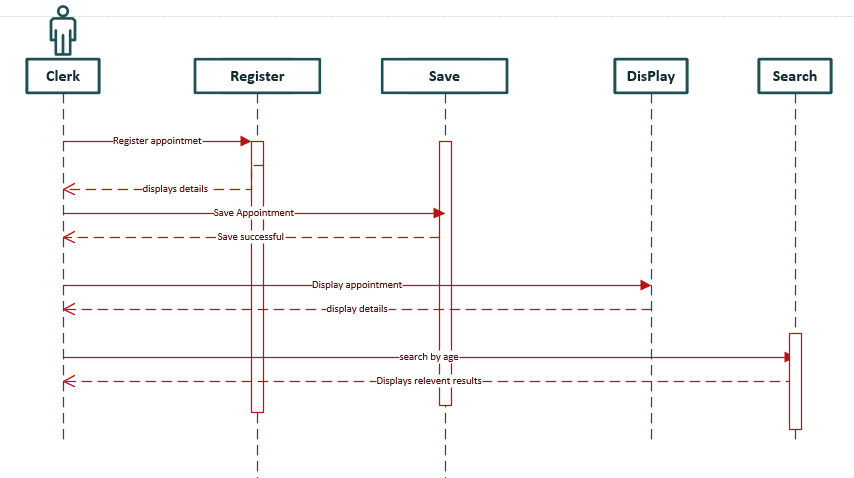 Clerk
Register
Save
DisPlay
Search
Register appointmet
displays details
Save Appointment
Save successful
Display appointment
display details
search by age
Displays relevent results